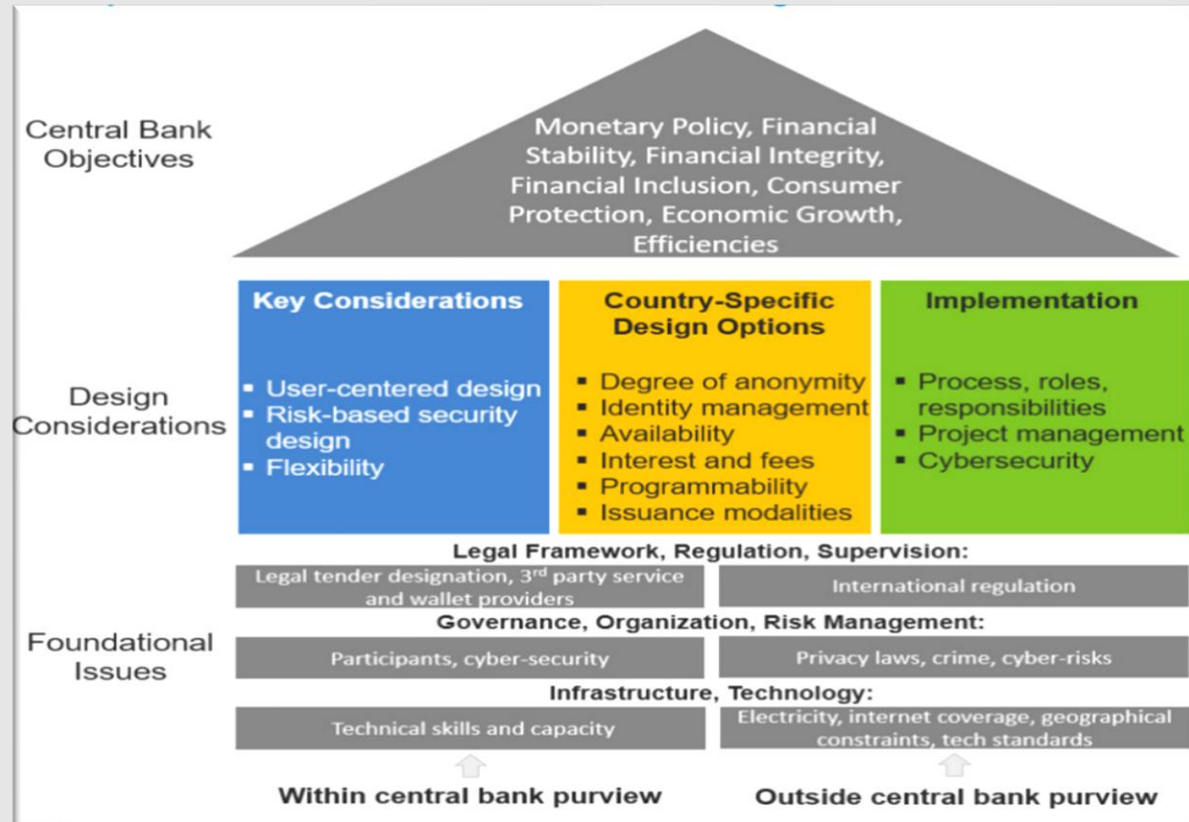 Central Bank
Objectives
Monetary Policy, Financial
Stability, Financial Integrity,
Financial Inclusion, Consumer
Protection, Economic Growth,
Efficiencies
Design
Considerations
Key Considerations
▪ User-centered design
▪ Risk-based security
design
▪ Flexibility
Country-Specific
Design Options
▪ Degree of anonymity
▪ Identity management
▪ Availability
▪ Interest and fees
▪ Programmability
▪ Issuance modalities
Implementation
▪ Process, roles,
responsibilities
▪ Project management
▪ Cybersecurity
Foundational
Issues
Legal Framework, Regulation, Supervision:
Legal tender designation, 3rd party service
and wallet providers
International regulation
Governance, Organization, Risk Management:
Participants, cyber-security
Privacy laws, crime, cyber-risks
Infrastructure, Technology:
Technical skills and capacity
Electricity, internet coverage, geographical
constraints, tech standards
Within central bank purview
Outside central bank purview